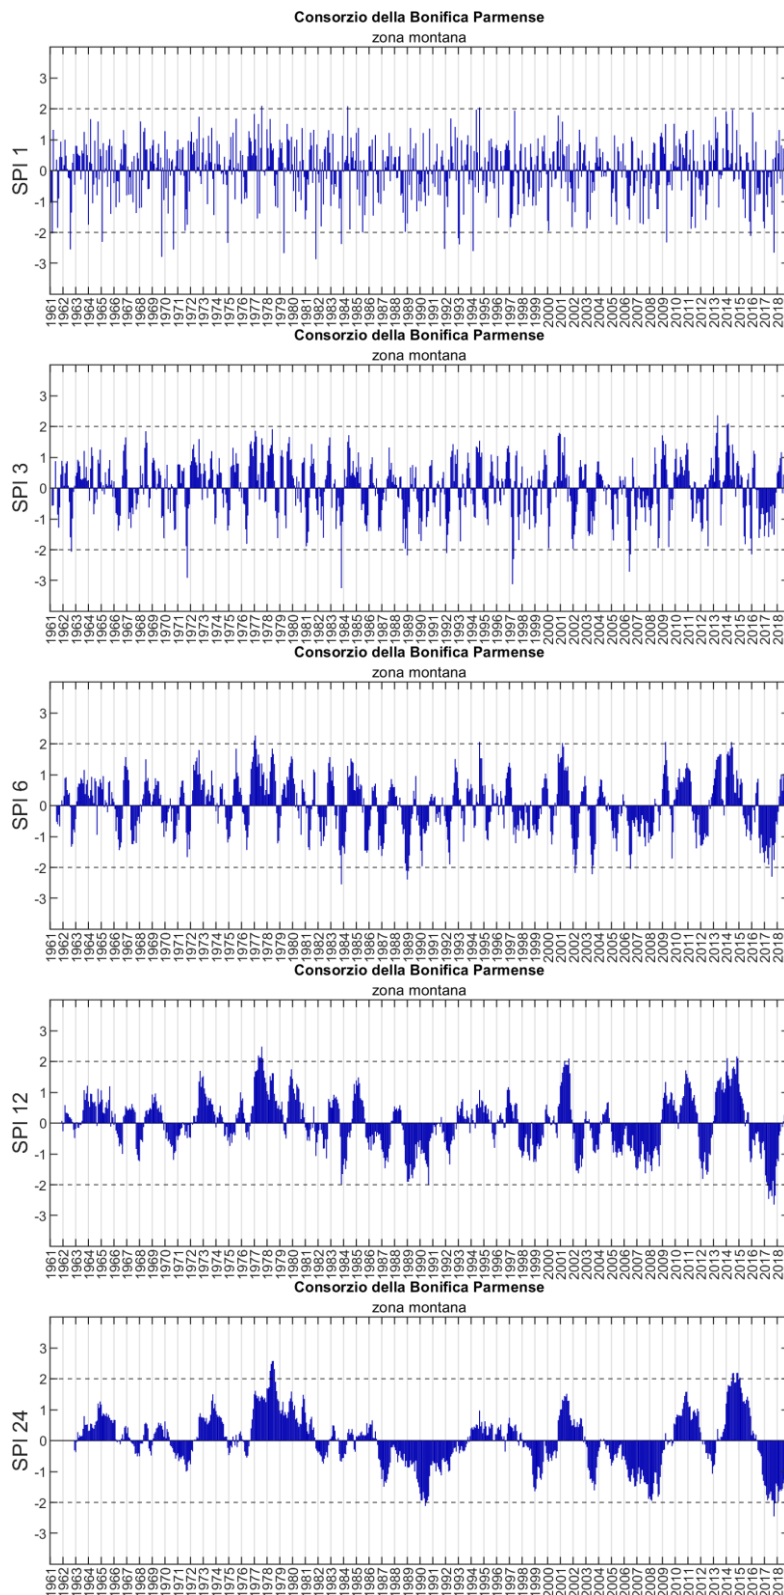 Consorzio della Bonifica Parmense
zona montana
SPI 1
3
2
1
0
-1
-2
-3
1961 1962 1963 1964 1965 1966 1967 1968 1969 1970 1971 1972 1973 1974 1975 1976 1977 1978 1979 1980 1981 1982 1983 1984 1985 1986 1987 1988 1989 1990 1991 1992 1993 1994 1995 1996 1997 1998 1999 2000 2001 2002 2003 2004 2005 2006 2007 2008 2009 2010 2011 2012 2013 2014 2015 2016 2017 2018
Consorzio della Bonifica Parmense
zona montana
SPI 3
3
2
1
0
-1
-2
-3
1961 1962 1963 1964 1965 1966 1967 1968 1969 1970 1971 1972 1973 1974 1975 1976 1977 1978 1979 1980 1981 1982 1983 1984 1985 1986 1987 1988 1989 1990 1991 1992 1993 1994 1995 1996 1997 1998 1999 2000 2001 2002 2003 2004 2005 2006 2007 2008 2009 2010 2011 2012 2013 2014 2015 2016 2017 2018
Consorzio della Bonifica Parmense
zona montana
SPI 6
3
2
1
0
-1
-2
-3
1961 1962 1963 1964 1965 1966 1967 1968 1969 1970 1971 1972 1973 1974 1975 1976 1977 1978 1979 1980 1981 1982 1983 1984 1985 1986 1987 1988 1989 1990 1991 1992 1993 1994 1995 1996 1997 1998 1999 2000 2001 2002 2003 2004 2005 2006 2007 2008 2009 2010 2011 2012 2013 2014 2015 2016 2017 2018
Consorzio della Bonifica Parmense
zona montana
SPI 12
3
2
1
0
-1
-2
-3
1961 1962 1963 1964 1965 1966 1967 1968 1969 1970 1971 1972 1973 1974 1975 1976 1977 1978 1979 1980 1981 1982 1983 1984 1985 1986 1987 1988 1989 1990 1991 1992 1993 1994 1995 1996 1997 1998 1999 2000 2001 2002 2003 2004 2005 2006 2007 2008 2009 2010 2011 2012 2013 2014 2015 2016 2017 2018
Consorzio della Bonifica Parmense
zona montana
SPI 24
3
2
1
0
-1
-2
-3
1961 1962 1963 1964 1965 1966 1967 1968 1969 1970 1971 1972 1973 1974 1975 1976 1977 1978 1979 1980 1981 1982 1983 1984 1985 1986 1987 1988 1989 1990 1991 1992 1993 1994 1995 1996 1997 1998 1999 2000 2001 2002 2003 2004 2005 2006 2007 2008 2009 2010 2011 2012 2013 2014 2015 2016 2017 2018